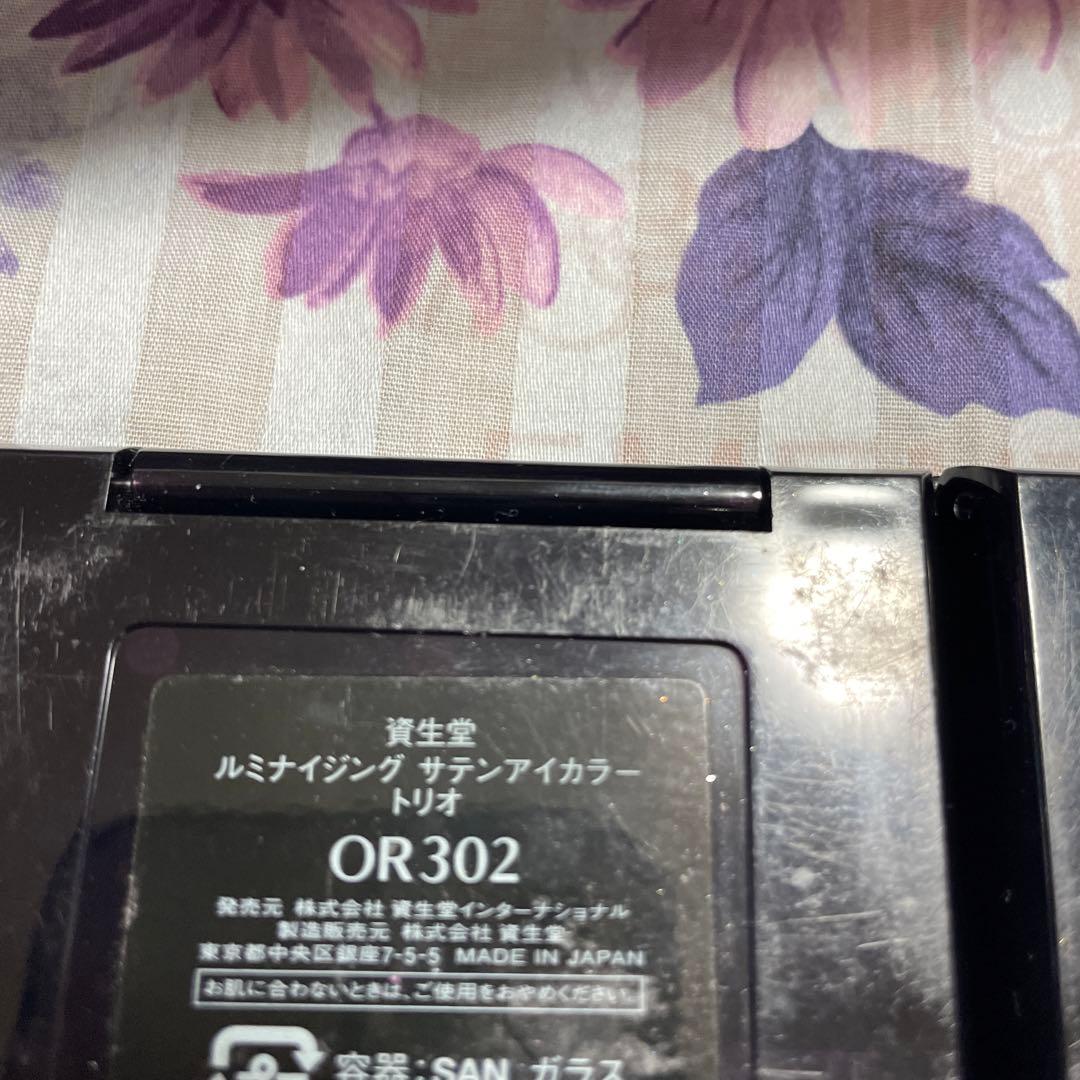 資生堂
ルミナイジング サテンアイカラー
トリオ
OR302
発売元 株式会社 資生堂インターナショナル
製造販売元 株式会社 資生堂
東京都中央区銀座7-5-5 MADE IN JAPAN
お肌に合わないときは、ご使用をおやめください。
容器:SAN ガラス